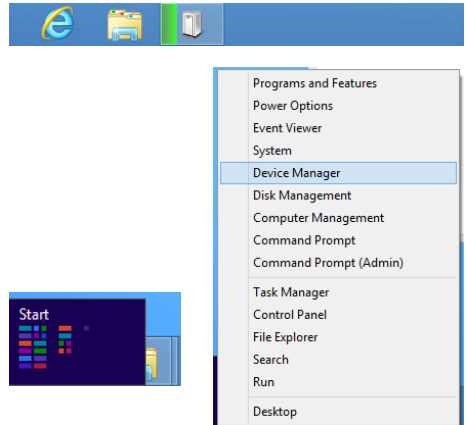 Programs and Features
Power Options
Event Viewer
System
Device Manager
Disk Management
Computer Management
Command Prompt
Command Prompt (Admin)
Task Manager
Control Panel
File Explorer
Search
Run
Desktop
Start